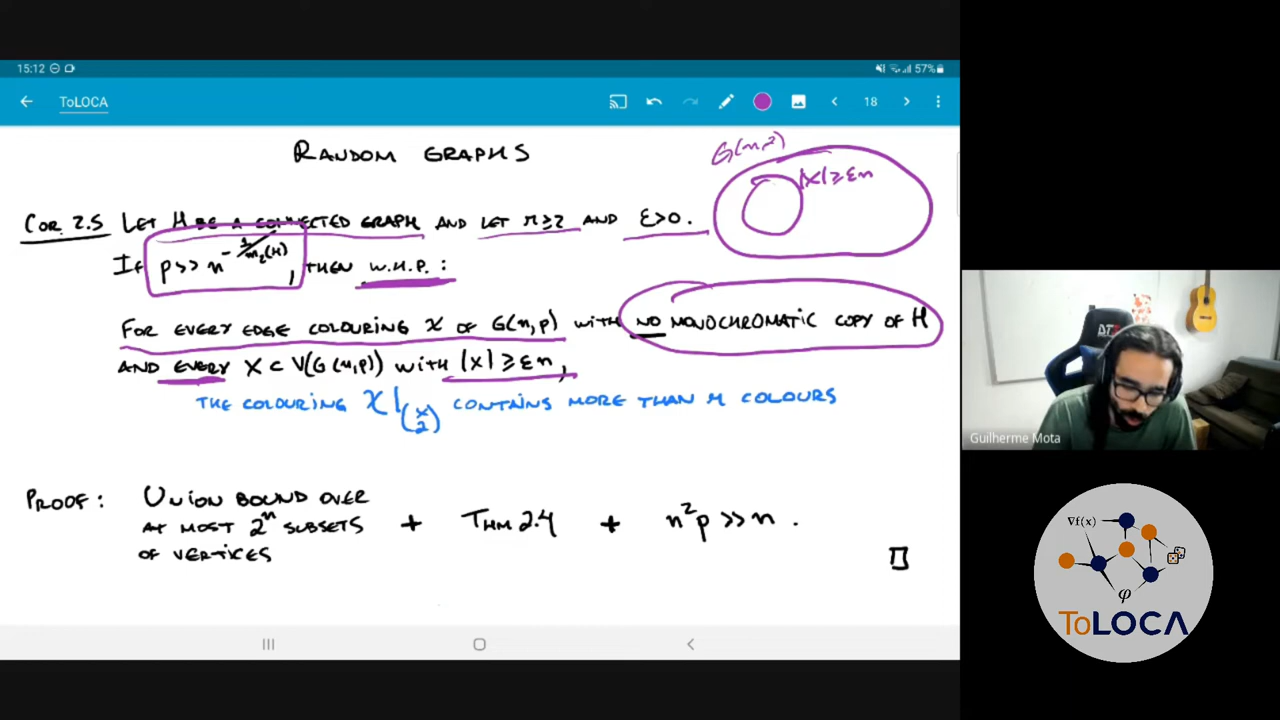 15:12
57%
ToLOCA
18
RANDOM GRAPHS
G(n,p)
|X|≥εn
COR 2.5 LET H BE A CONNECTED GRAPH AND LET r≥2 AND ε>0.
IF p>>n^{-1/m₂(H)}, THEN W.H.P.:
FOR EVERY EDGE COLOURING χ OF G(n,p) WITH NO MONOCHROMATIC COPY OF H
AND EVERY X ⊂ V(G(n,p)) WITH |X| ≥ εn,
THE COLOURING χ|(X 2) CONTAINS MORE THAN r COLOURS
Guilherme Mota
PROOF: UNION BOUND OVER
AT MOST 2^n SUBSETS + THM 2.4 + n²p >> n.
OF VERTICES
□
∇f(x)
φ
ToLOCA